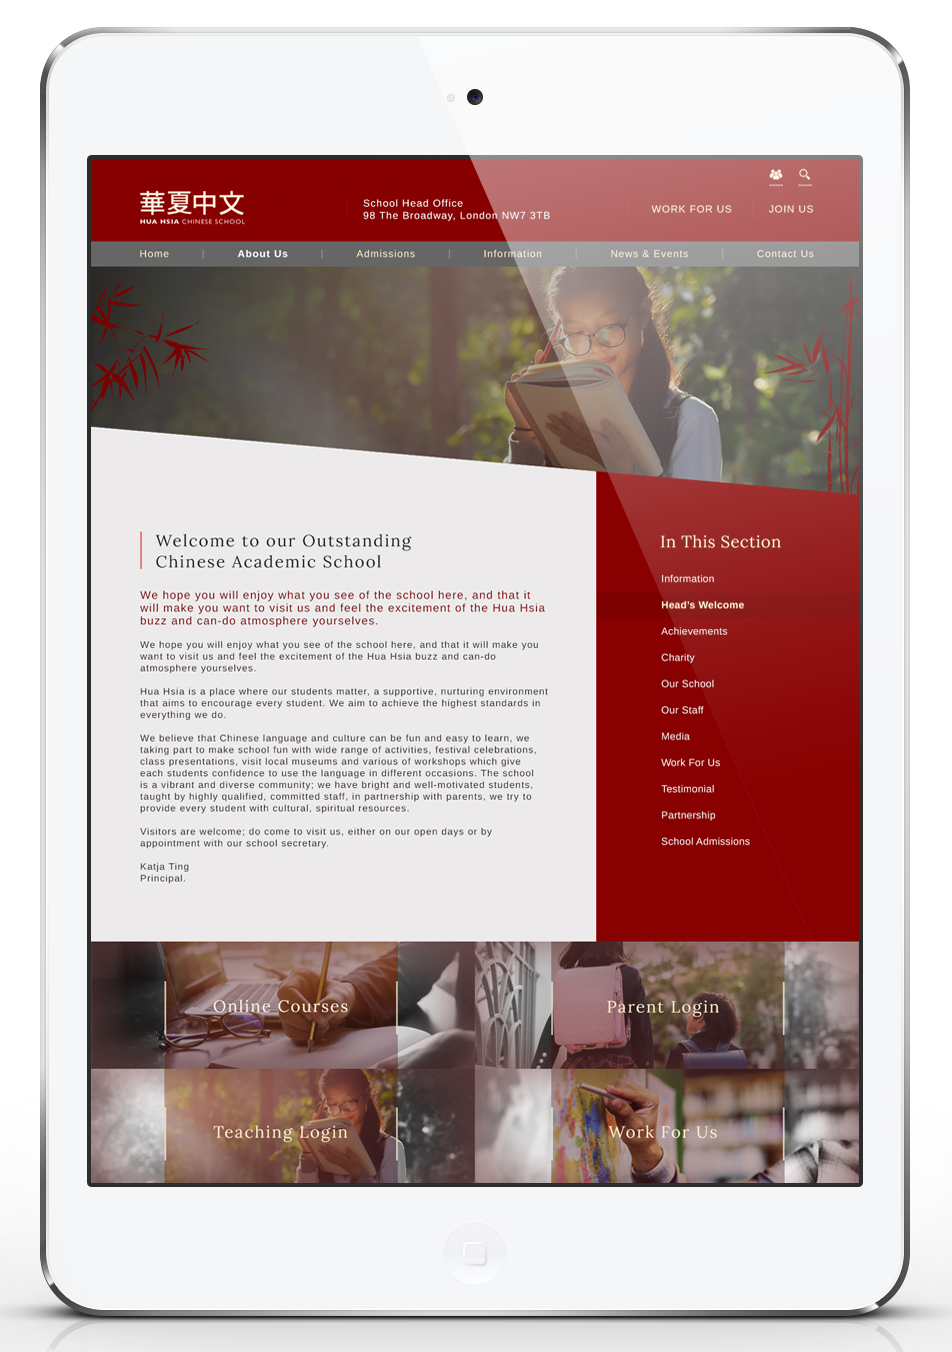 華夏中文
HUA HSIA CHINESE SCHOOL
School Head Office
98 The Broadway, London NW7 3TB
WORK FOR US
JOIN US
Home | About Us | Admissions | Information | News & Events | Contact Us
Welcome to our Outstanding
Chinese Academic School
We hope you will enjoy what you see of the school here, and that it
will make you want to visit us and feel the excitement of the Hua Hsia
buzz and can-do atmosphere yourselves.
We hope you will enjoy what you see of the school here, and that it will make you
want to visit us and feel the excitement of the Hua Hsia buzz and can-do
atmosphere yourselves.
Hua Hsia is a place where our students matter, a supportive, nurturing environment
that aims to encourage every student. We aim to achieve the highest standards in
everything we do.
We believe that Chinese language and culture can be fun and easy to learn, we
taking part to make school fun with wide range of activities, festival celebrations,
class presentations, visit local museums and various of workshops which give
each students confidence to use the language in different occasions. The school
is a vibrant and diverse community; we have bright and well-motivated students,
taught by highly qualified, committed staff, in partnership with parents, we try to
provide every student with cultural, spiritual resources.
Visitors are welcome; do come to visit us, either on our open days or by
appointment with our school secretary.
Katja Ting
Principal.
In This Section
Information
Head's Welcome
Achievements
Charity
Our School
Our Staff
Media
Work For Us
Testimonial
Partnership
School Admissions
Online Courses
Parent Login
Teaching Login
Work For Us